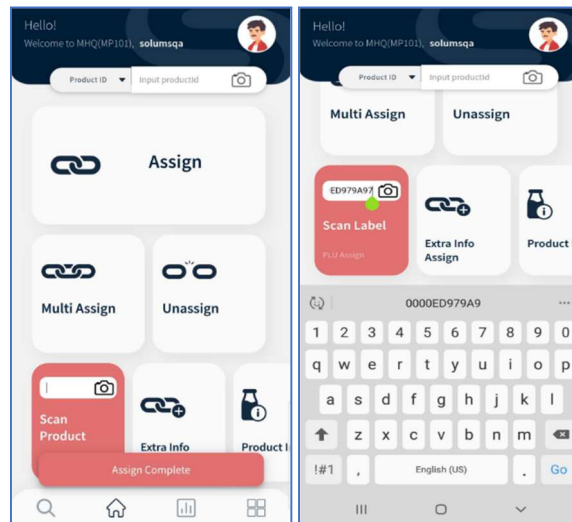 Hello!
Welcome to MHQ(MP101), solumsqa
Product ID
Input productId
Assign
Multi Assign
Unassign
Scan Product
Extra Info
Product I
Assign Complete
Hello!
Welcome to MHQ(MP101), solumsqa
Product ID
Input productId
Multi Assign
Unassign
ED979A97
Scan Label
PLU Assign
Extra Info Assign
Product
0000ED979A9
1 2 3 4 5 6 7 8 9 0
q w e r t y u i o p
a s d f g h j k l
z x c v b n m
!#1 , English (US) . Go